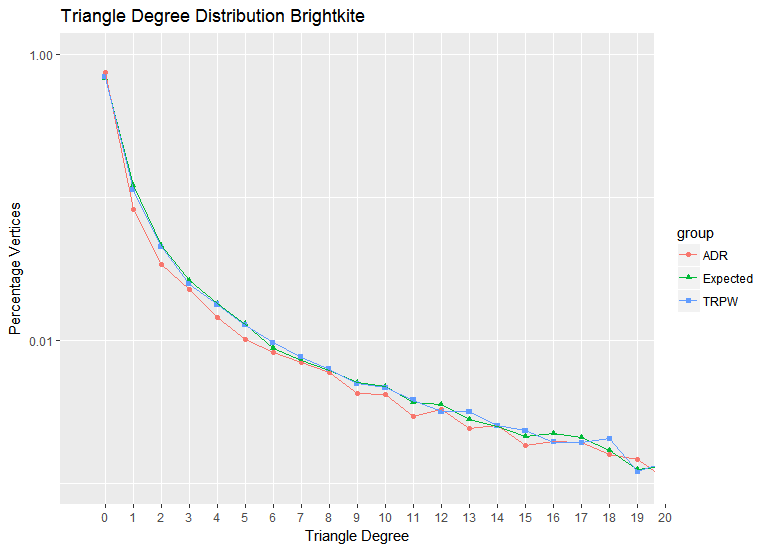 Triangle Degree Distribution Brightkite
Percentage Vertices
1.00
0.01
0 1 2 3 4 5 6 7 8 9 10 11 12 13 14 15 16 17 18 19 20
Triangle Degree
group
ADR
Expected
TRPW